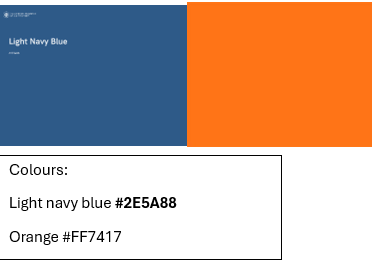 Light Navy Blue
Colours:
Light navy blue #2E5A88
Orange #FF7417